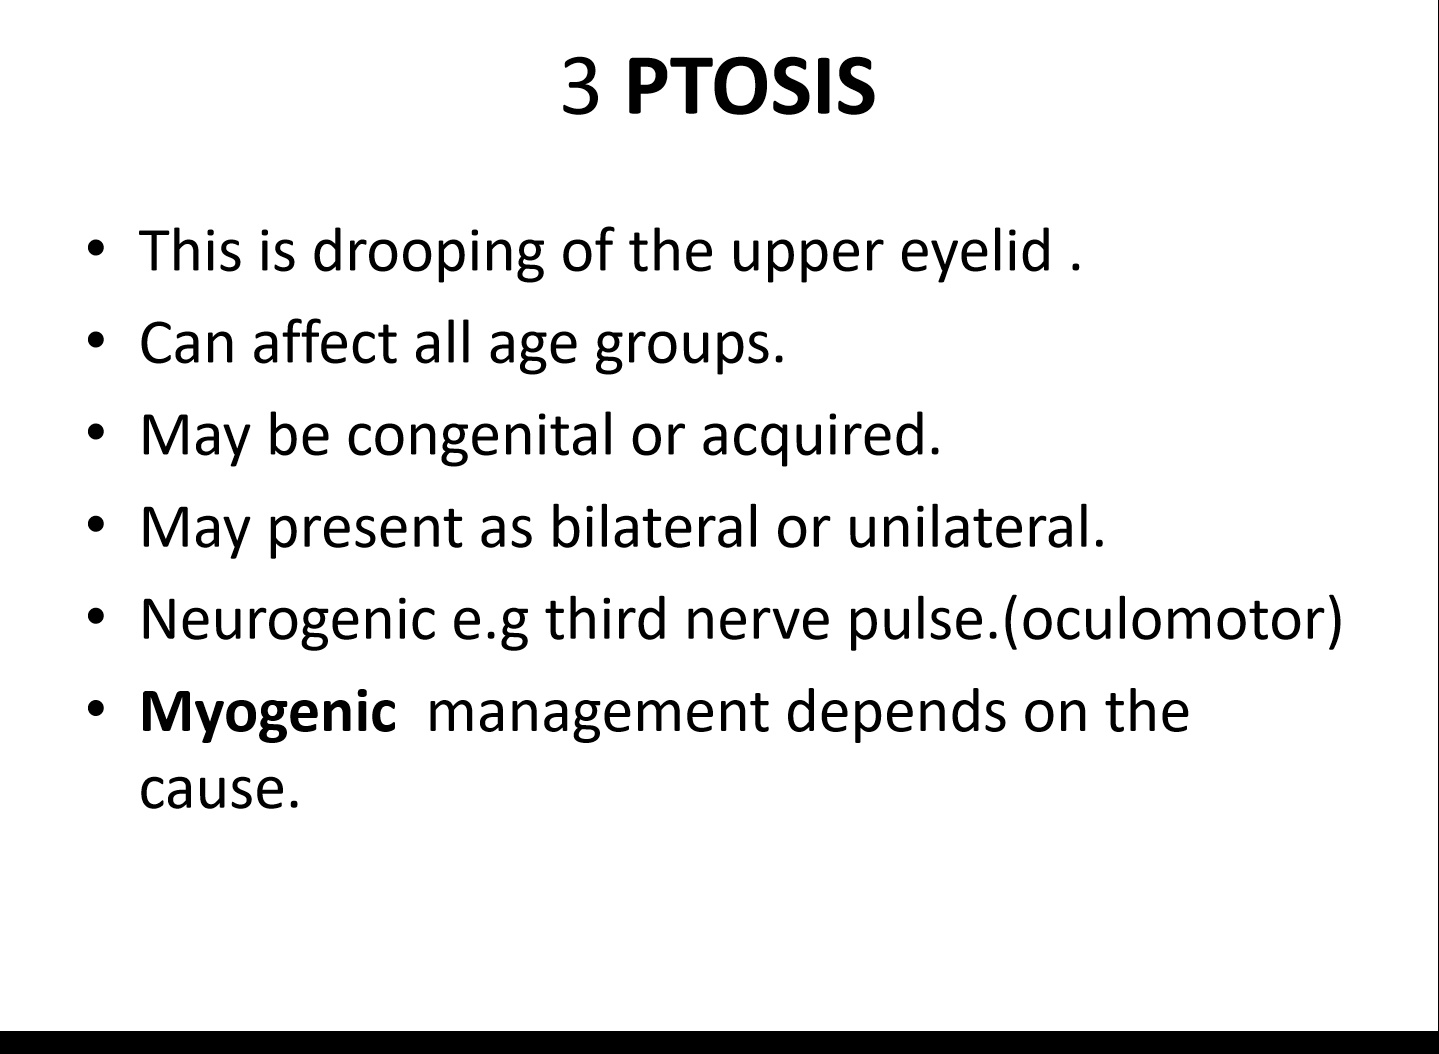 3 PTOSIS
• This is drooping of the upper eyelid .
• Can affect all age groups.
• May be congenital or acquired.
• May present as bilateral or unilateral.
• Neurogenic e.g third nerve pulse.(oculomotor)
• Myogenic  management depends on the
cause.